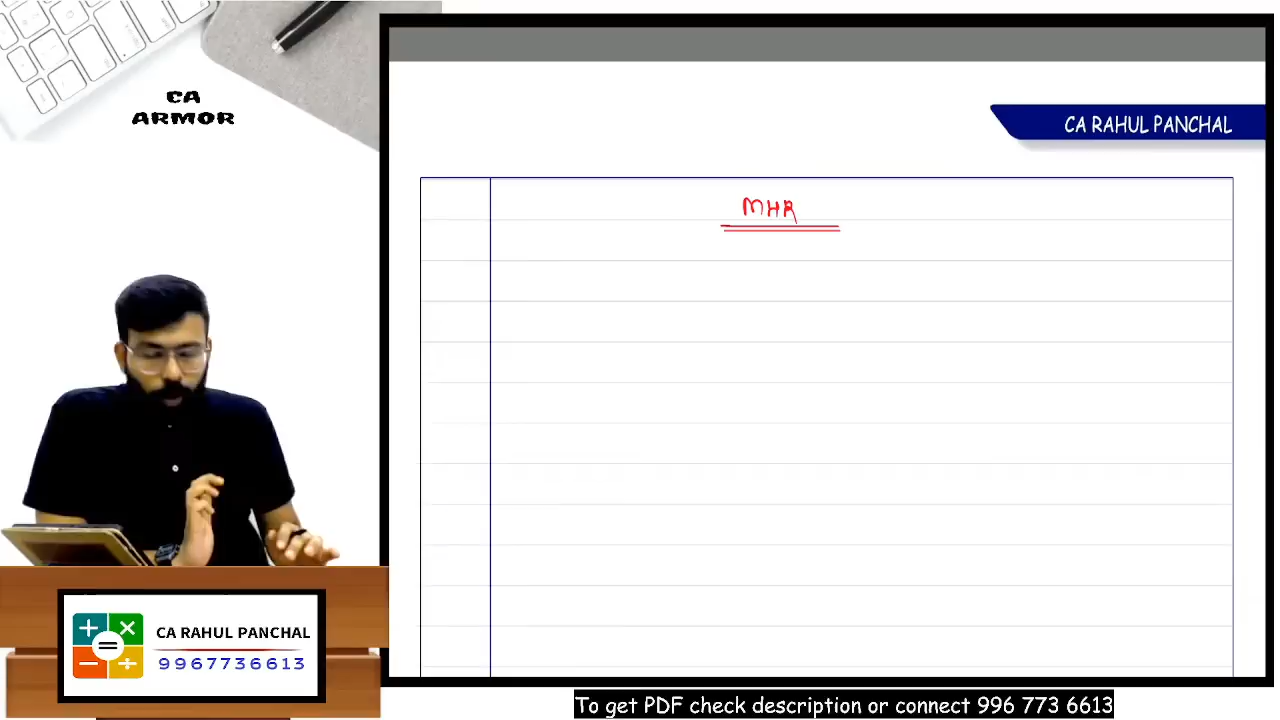 CA
ARMOR
CA RAHUL PANCHAL
MHR
CA RAHUL PANCHAL
9967736613
To get PDF check description or connect 996 773 6613